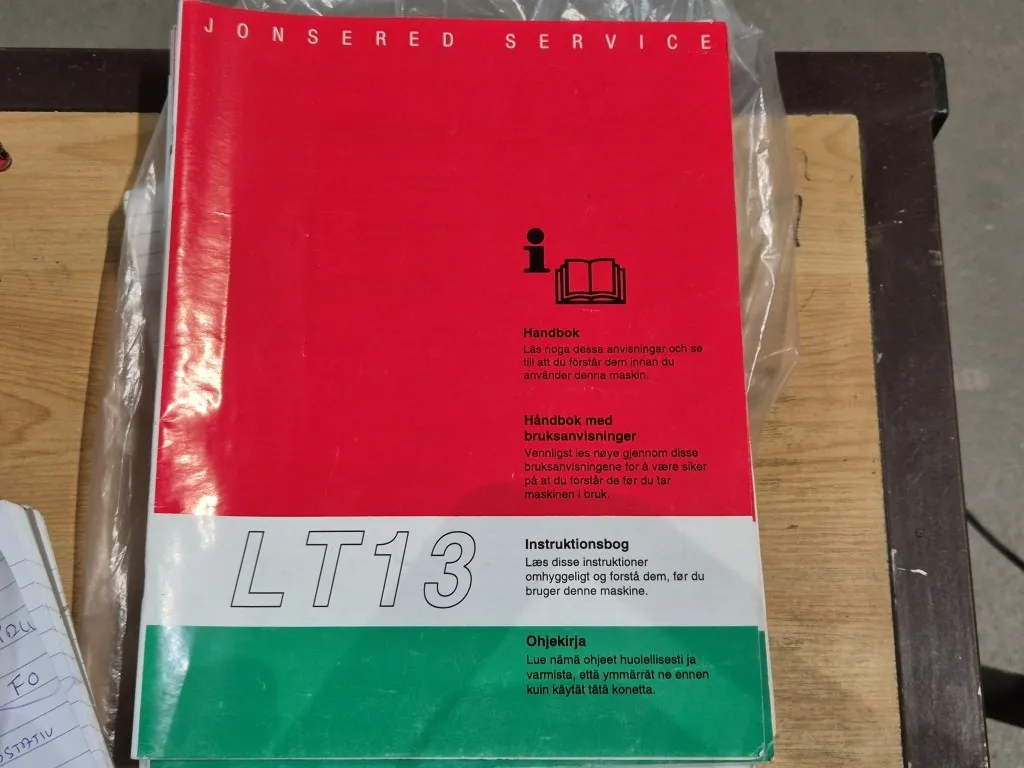 JONSERED SERVICE
i
Handbok
Läs noga dessa anvisningar och se
till att du förstår dem innan du
använder denna maskin.
Håndbok med
bruksanvisninger
Vennligst les nøye gjennom disse
bruksanvisningene for å være siker
på at du forstår de før du tar
maskinen i bruk.
LT13
Instruktionsbog
Læs disse instruktioner
omhyggeligt og forstå dem, før du
bruger denne maskine.
Ohjekirja
Lue nämä ohjeet huolellisesti ja
varmista, että ymmärrät ne ennen
kuin käytät tätä konetta.
FO